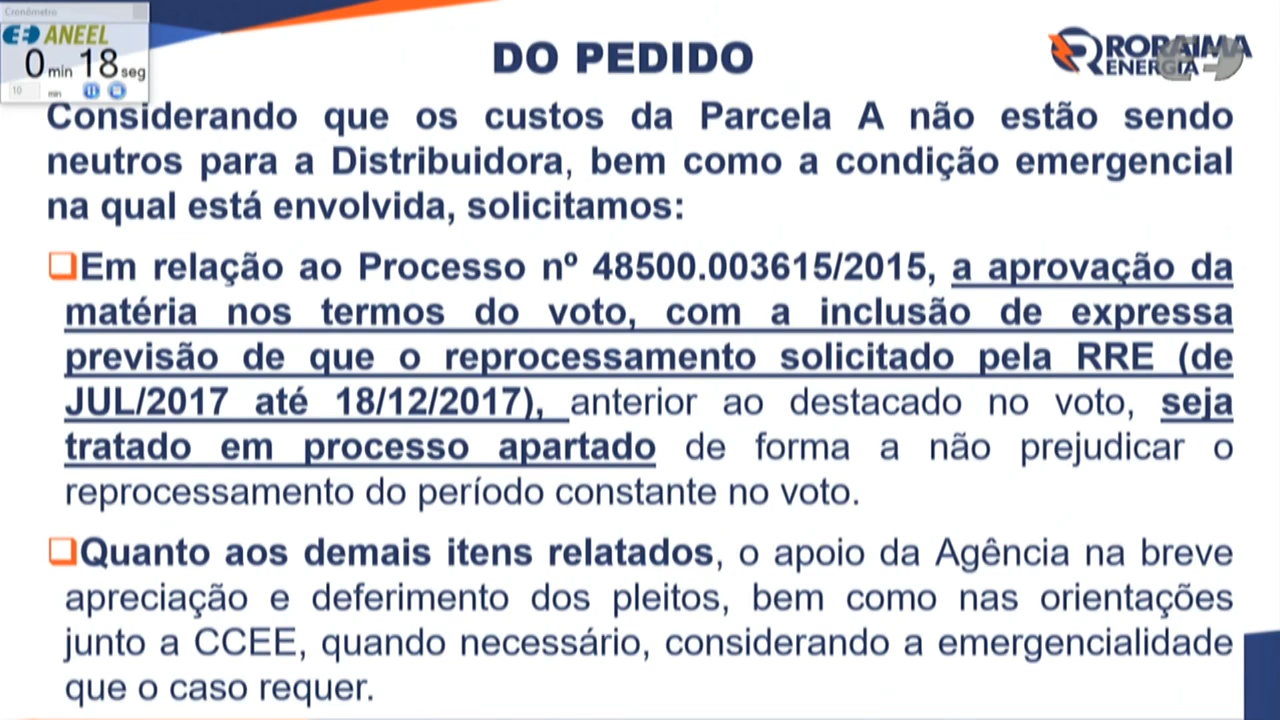 Cronômetro
ANEEL
0 min 18 seg
10 min
DO PEDIDO
RORAIMA
ENERGIA
Considerando que os custos da Parcela A não estão sendo
neutros para a Distribuidora, bem como a condição emergencial
na qual está envolvida, solicitamos:
Em relação ao Processo nº 48500.003615/2015, a aprovação da
matéria nos termos do voto, com a inclusão de expressa
previsão de que o reprocessamento solicitado pela RRE (de
JUL/2017 até 18/12/2017), anterior ao destacado no voto, seja
tratado em processo apartado de forma a não prejudicar o
reprocessamento do período constante no voto.
Quanto aos demais itens relatados, o apoio da Agência na breve
apreciação e deferimento dos pleitos, bem como nas orientações
junto a CCEE, quando necessário, considerando a emergencialidade
que o caso requer.